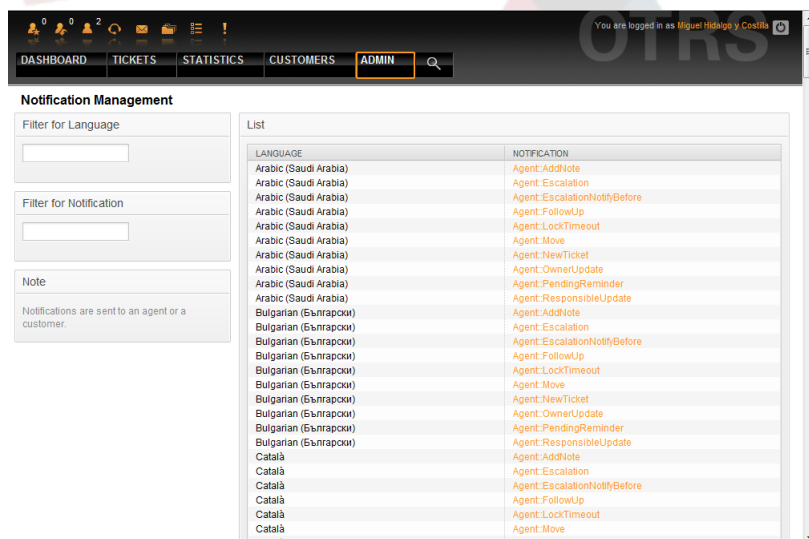 0 0 2
You are logged in as Miguel Hidalgo y Costilla
OTRS
DASHBOARD TICKETS STATISTICS CUSTOMERS ADMIN
Notification Management
Filter for Language
Filter for Notification
Note
Notifications are sent to an agent or a
customer.
List
LANGUAGE NOTIFICATION
Arabic (Saudi Arabia) Agent::AddNote
Arabic (Saudi Arabia) Agent::Escalation
Arabic (Saudi Arabia) Agent::EscalationNotifyBefore
Arabic (Saudi Arabia) Agent::FollowUp
Arabic (Saudi Arabia) Agent::LockTimeout
Arabic (Saudi Arabia) Agent::Move
Arabic (Saudi Arabia) Agent::NewTicket
Arabic (Saudi Arabia) Agent::OwnerUpdate
Arabic (Saudi Arabia) Agent::PendingReminder
Arabic (Saudi Arabia) Agent::ResponsibleUpdate
Bulgarian (Български) Agent::AddNote
Bulgarian (Български) Agent::Escalation
Bulgarian (Български) Agent::EscalationNotifyBefore
Bulgarian (Български) Agent::FollowUp
Bulgarian (Български) Agent::LockTimeout
Bulgarian (Български) Agent::Move
Bulgarian (Български) Agent::NewTicket
Bulgarian (Български) Agent::OwnerUpdate
Bulgarian (Български) Agent::PendingReminder
Bulgarian (Български) Agent::ResponsibleUpdate
Català Agent::AddNote
Català Agent::Escalation
Català Agent::EscalationNotifyBefore
Català Agent::FollowUp
Català Agent::LockTimeout
Català Agent::Move